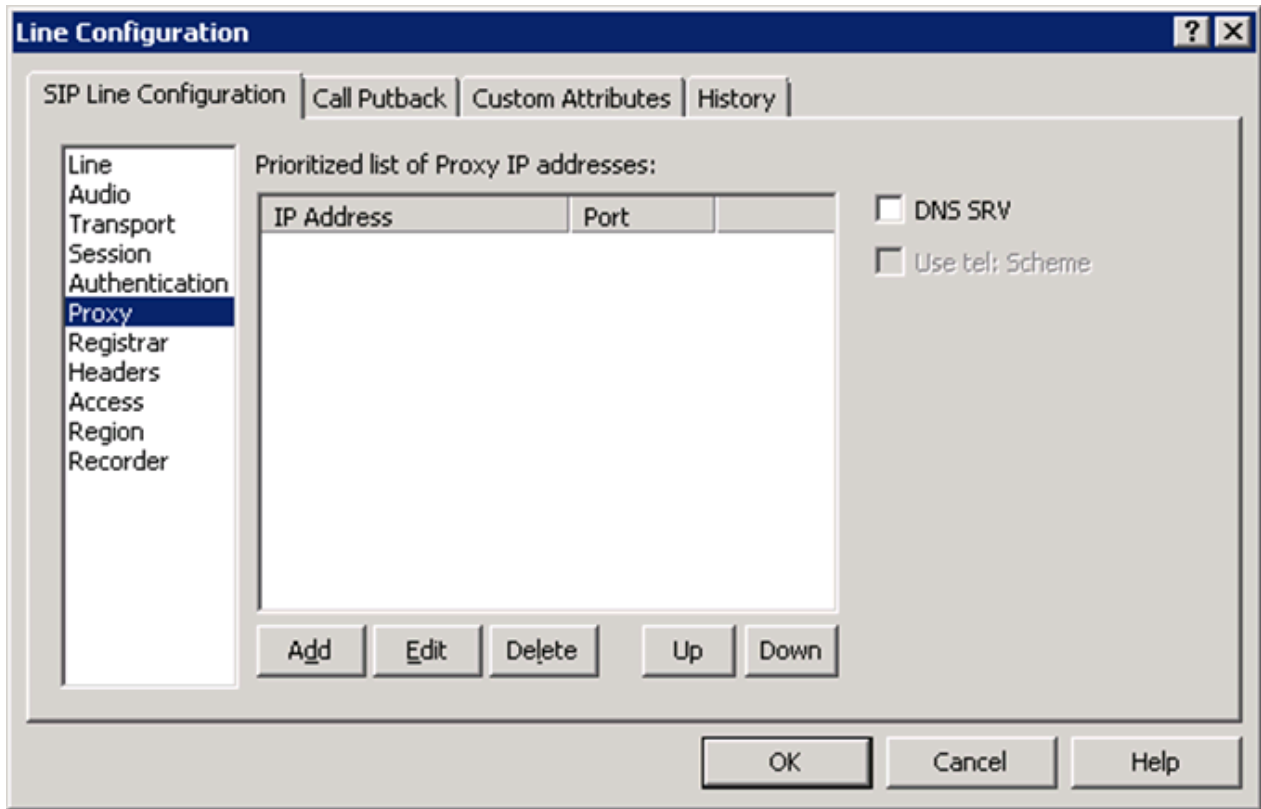 Line Configuration
SIP Line Configuration
Call Putback
Custom Attributes
History
Line
Audio
Transport
Session
Authentication
Proxy
Registrar
Headers
Access
Region
Recorder
Prioritized list of Proxy IP addresses:
IP Address Port
DNS SRV
Use tel: Scheme
Add Edit Delete Up Down
OK Cancel Help